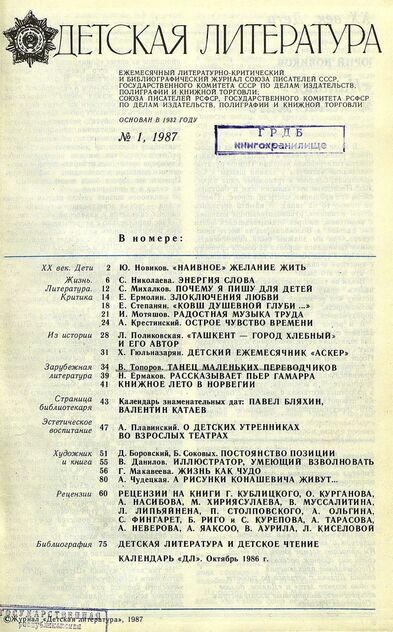 ДЕТСКАЯ ЛИТЕРАТУРА
ЕЖЕМЕСЯЧНЫЙ ЛИТЕРАТУРНО-КРИТИЧЕСКИЙ
И БИБЛИОГРАФИЧЕСКИЙ ЖУРНАЛ СОЮЗА ПИСАТЕЛЕЙ СССР,
ГОСУДАРСТВЕННОГО КОМИТЕТА СССР ПО ДЕЛАМ ИЗДАТЕЛЬСТВ,
ПОЛИГРАФИИ И КНИЖНОЙ ТОРГОВЛИ;
СОЮЗА ПИСАТЕЛЕЙ РСФСР, ГОСУДАРСТВЕННОГО КОМИТЕТА РСФСР
ПО ДЕЛАМ ИЗДАТЕЛЬСТВ, ПОЛИГРАФИИ И КНИЖНОЙ ТОРГОВЛИ
ОСНОВАН В 1932 ГОДУ
№ 1, 1987
ГРДБ
книгохранилище
В номере:
XX век. Дети 2 Ю. Новиков. «НАИВНОЕ» ЖЕЛАНИЕ ЖИТЬ
Жизнь. 6 С. Николаева. ЭНЕРГИЯ СЛОВА
Литература. 12 С. Михалков. ПОЧЕМУ Я ПИШУ ДЛЯ ДЕТЕЙ
Критика 14 Е. Ермолин. ЗЛОКЛЮЧЕНИЯ ЛЮБВИ
18 Е. Степанян. «КОВШ ДУШЕВНОЙ ГЛУБИ ...»
21 И. Мотяшов. РАДОСТНАЯ МУЗЫКА ТРУДА
24 А. Крестинский. ОСТРОЕ ЧУВСТВО ВРЕМЕНИ
Из истории 28 Л. Поликовская. «ТАШКЕНТ — ГОРОД ХЛЕБНЫЙ»
И ЕГО АВТОР
31 Х. Гюльназарян. ДЕТСКИЙ ЕЖЕМЕСЯЧНИК «АСКЕР»
Зарубежная 34 В. Топоров. ТАНЕЦ МАЛЕНЬКИХ ПЕРЕВОДЧИКОВ
литература 39 Н. Ермаков. РАССКАЗЫВАЕТ ПЬЕР ГАМАРРА
41 КНИЖНОЕ ЛЕТО В НОРВЕГИИ
Страница 43 Календарь знаменательных дат: ПАВЕЛ БЛЯХИН,
библиотекаря ВАЛЕНТИН КАТАЕВ
Эстетическое
воспитание 47 А. Плавинский. О ДЕТСКИХ УТРЕННИКАХ
ВО ВЗРОСЛЫХ ТЕАТРАХ
Художник 51 Д. Боровский, Б. Соковых. ПОСТОЯНСТВО ПОЗИЦИИ
и книга 55 В. Данилов. ИЛЛЮСТРАТОР, УМЕЮЩИЙ ВЗВОЛНОВАТЬ
56 Г. Макавеева. ЖИЗНЬ КАК ЧУДО
80 А. Чудецкая. А РИСУНКИ КОНАШЕВИЧА ЖИВУТ...
Рецензии 60 РЕЦЕНЗИИ НА КНИГИ Г. КУБЛИЦКОГО, О. КУРГАНОВА,
А. НАСИБОВА, М. ХИРИЯСУЛАЕВА, В. МУССАЛИТИНА,
Л. ЛИПЬЯЙНЕНА, П. СТОЛПОВСКОГО, А. ОЛЬГИНА,
С. ФИНГАРЕТ, Б. РИГО и С. КУРЕПОВА, А. ТАРАСОВА,
А. НЕВЕРОВА, А. ЯАКСОО, В. АУРИЛА, Л. КИСЕЛОВОЙ
Библиография 75 ДЕТСКАЯ ЛИТЕРАТУРА И ДЕТСКОЕ ЧТЕНИЕ
КАЛЕНДАРЬ «ДЛ». Октябрь 1986 г.
©Журнал «Детская литература», 1987
ГОСУДАРСТВЕННАЯ
республиканская